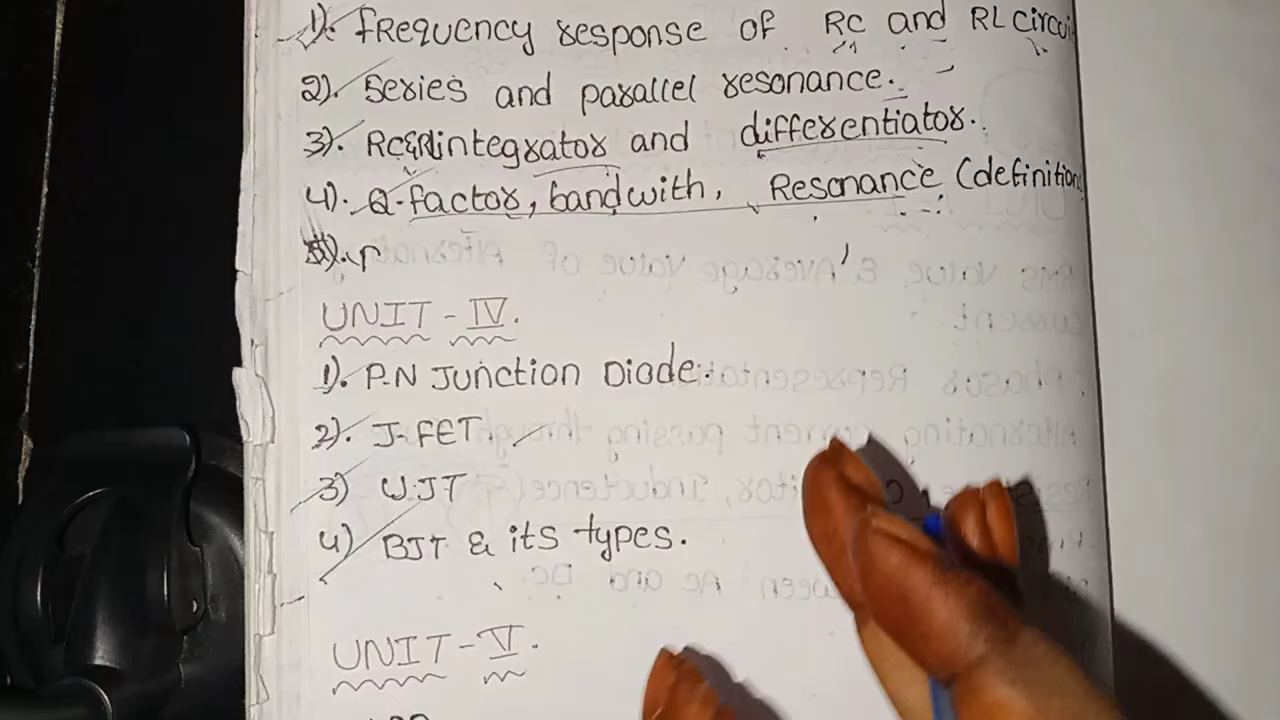 1). Frequency response of RC and RL Circui
2). Series and parallel resonance.
3). RC&RL integrator and differentiator.
4). Q-factor, bandwith, Resonance (definition
UNIT - IV.
1). P-N Junction Diode.
2). J-FET.
3) UJT
4) BJT & its types.
UNIT - V.